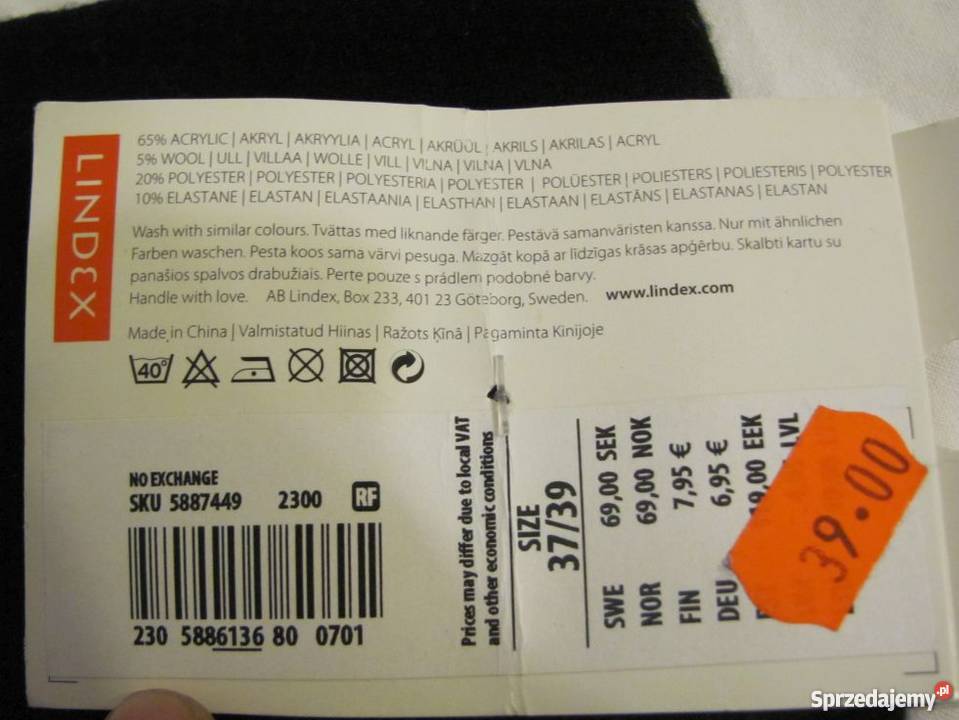 LINDEX
65% ACRYLIC | AKRYL | AKRYYLIA | ACRYL | AKRÜÜL | AKRILS | AKRILAS | ACRYL
5% WOOL | ULL | VILLAA | WOLLE | VILL | VILNA | VILNA | VLNA
20% POLYESTER | POLYESTER | POLYESTERIA | POLYESTER | POLÜESTER | POLIESTERS | POLIESTERIS | POLYESTER
10% ELASTANE | ELASTAN | ELASTAANIA | ELASTHAN | ELASTAAN | ELASTĀNS | ELASTANAS | ELASTAN
Wash with similar colours. Tvättas med liknande färger. Pestävä samanväristen kanssa. Nur mit ähnlichen
Farben waschen. Pesta koos sama värvi pesuga. Mazgāt kopā ar līdzīgas krāsas apģērbu. Skalbti kartu su
panašios spalvos drabužiais. Perte pouze s prádlem podobné barvy.
Handle with love. AB Lindex, Box 233, 401 23 Göteborg, Sweden. www.lindex.com
Made in China | Valmistatud Hiinas | Ražots Ķīnā | Pagaminta Kinijoje
40°
NO EXCHANGE
SKU 5887449 2300 RF
230 5886136 80 0701
Prices may differ due to local VAT
and other economic conditions
SIZE
37/39
SWE 69,00 SEK
NOR 69,00 NOK
FIN 7,95 €
DEU 6,95 €
19,00 EEK
LVL
39.00
Sprzedajemy.pl